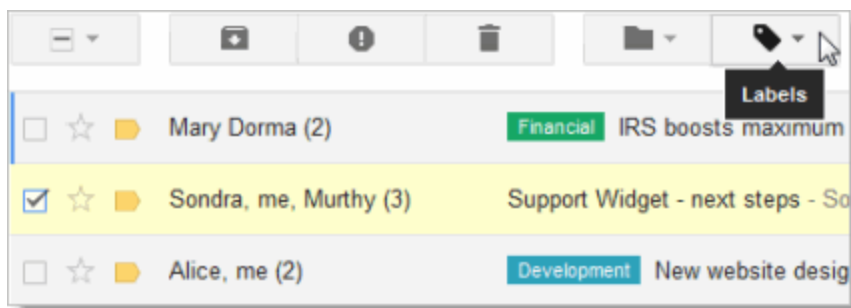 Labels
Mary Dorma (2) Financial IRS boosts maximum
Sondra, me, Murthy (3) Support Widget - next steps - So
Alice, me (2) Development New website desig